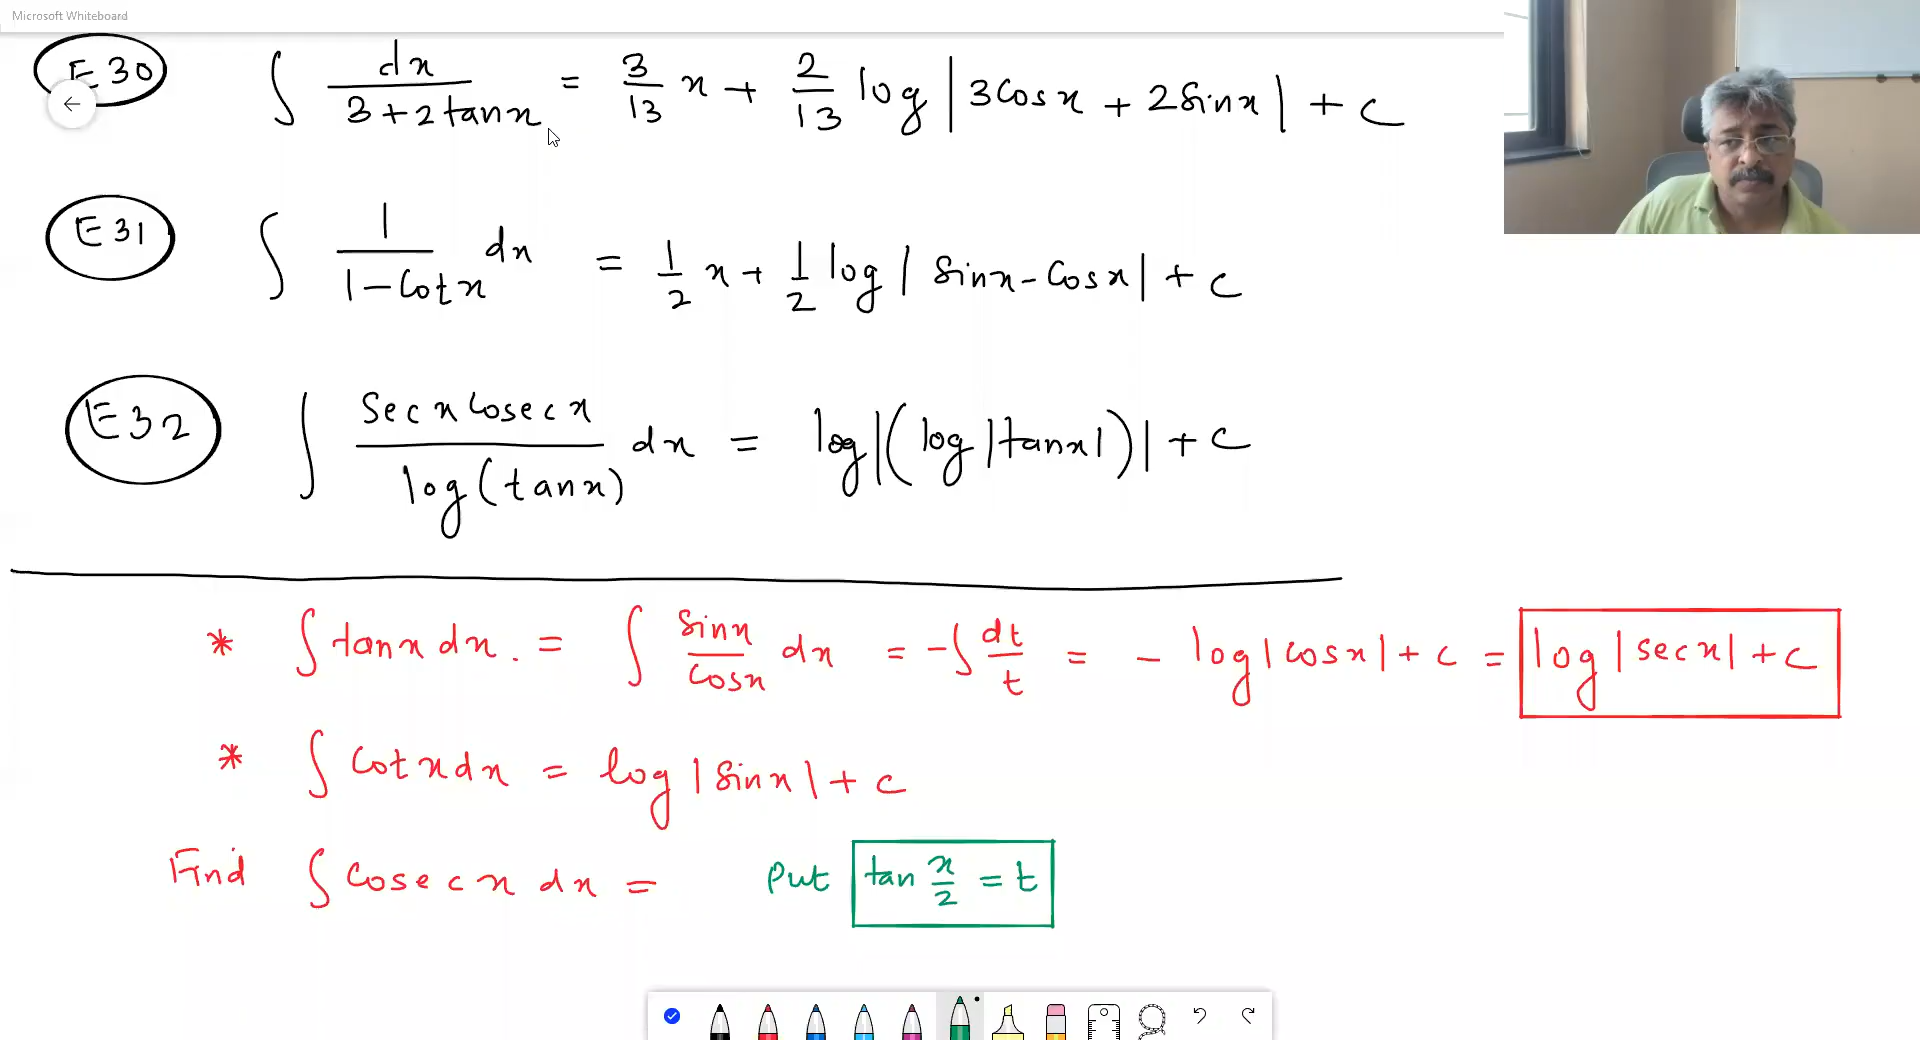 Microsoft Whiteboard
E30 ∫ dx/(3+2tanx) = 3/13 x + 2/13 log|3Cosx + 2Sinx| + c
E31 ∫ 1/(1-Cotx) dx = 1/2 x + 1/2 log|Sinx - Cosx| + c
E32 ∫ Secx Cosecx/log(tanx) dx = log|(log|tanx|)| + c
* ∫tanx dx. = ∫ Sinx/Cosx dx = -∫ dt/t = - log|Cosx| + c = log|secx| + c
* ∫ Cotx dx = log|Sinx| + c
Find ∫ Cosecx dx = Put tan x/2 = t